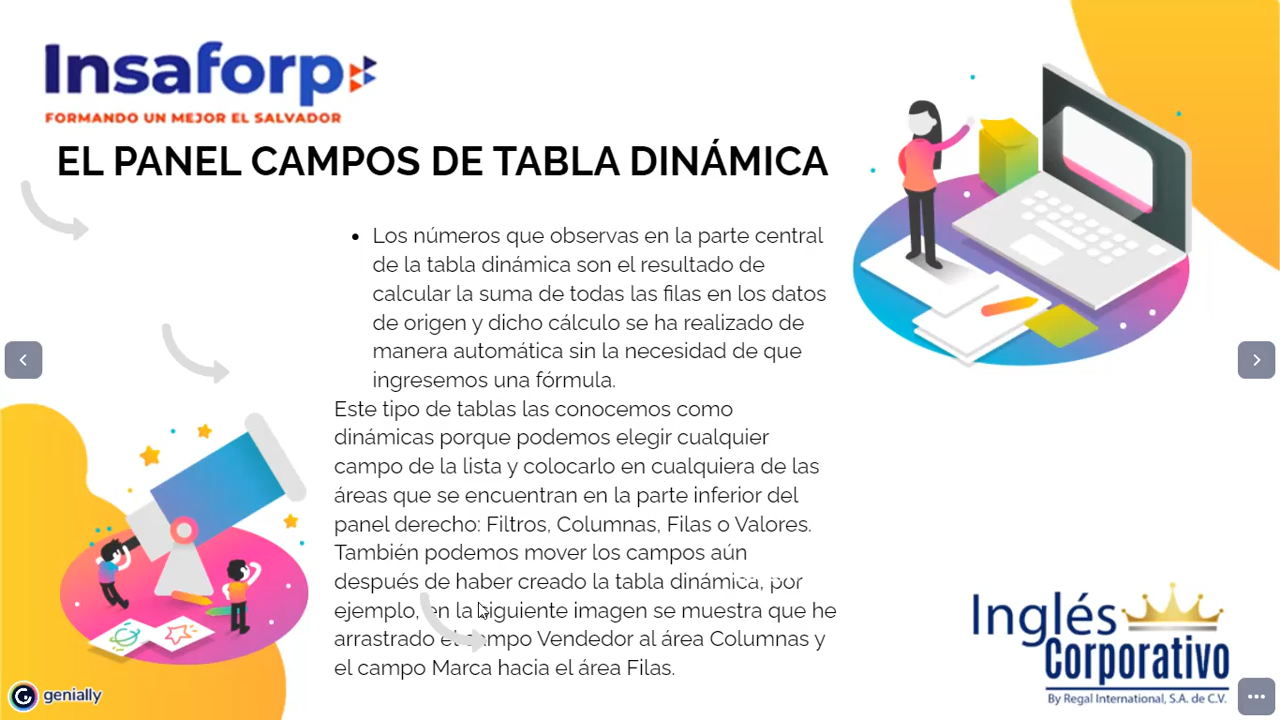 Insaforp
FORMANDO UN MEJOR EL SALVADOR
EL PANEL CAMPOS DE TABLA DINÁMICA
• Los números que observas en la parte central
de la tabla dinámica son el resultado de
calcular la suma de todas las filas en los datos
de origen y dicho cálculo se ha realizado de
manera automática sin la necesidad de que
ingresemos una fórmula.
Este tipo de tablas las conocemos como
dinámicas porque podemos elegir cualquier
campo de la lista y colocarlo en cualquiera de las
áreas que se encuentran en la parte inferior del
panel derecho: Filtros, Columnas, Filas o Valores.
También podemos mover los campos aún
después de haber creado la tabla dinámica, por
ejemplo, en la siguiente imagen se muestra que he
arrastrado el campo Vendedor al área Columnas y
el campo Marca hacia el área Filas.
Inglés
Corporativo
By Regal International, S.A. de C.V.
genially